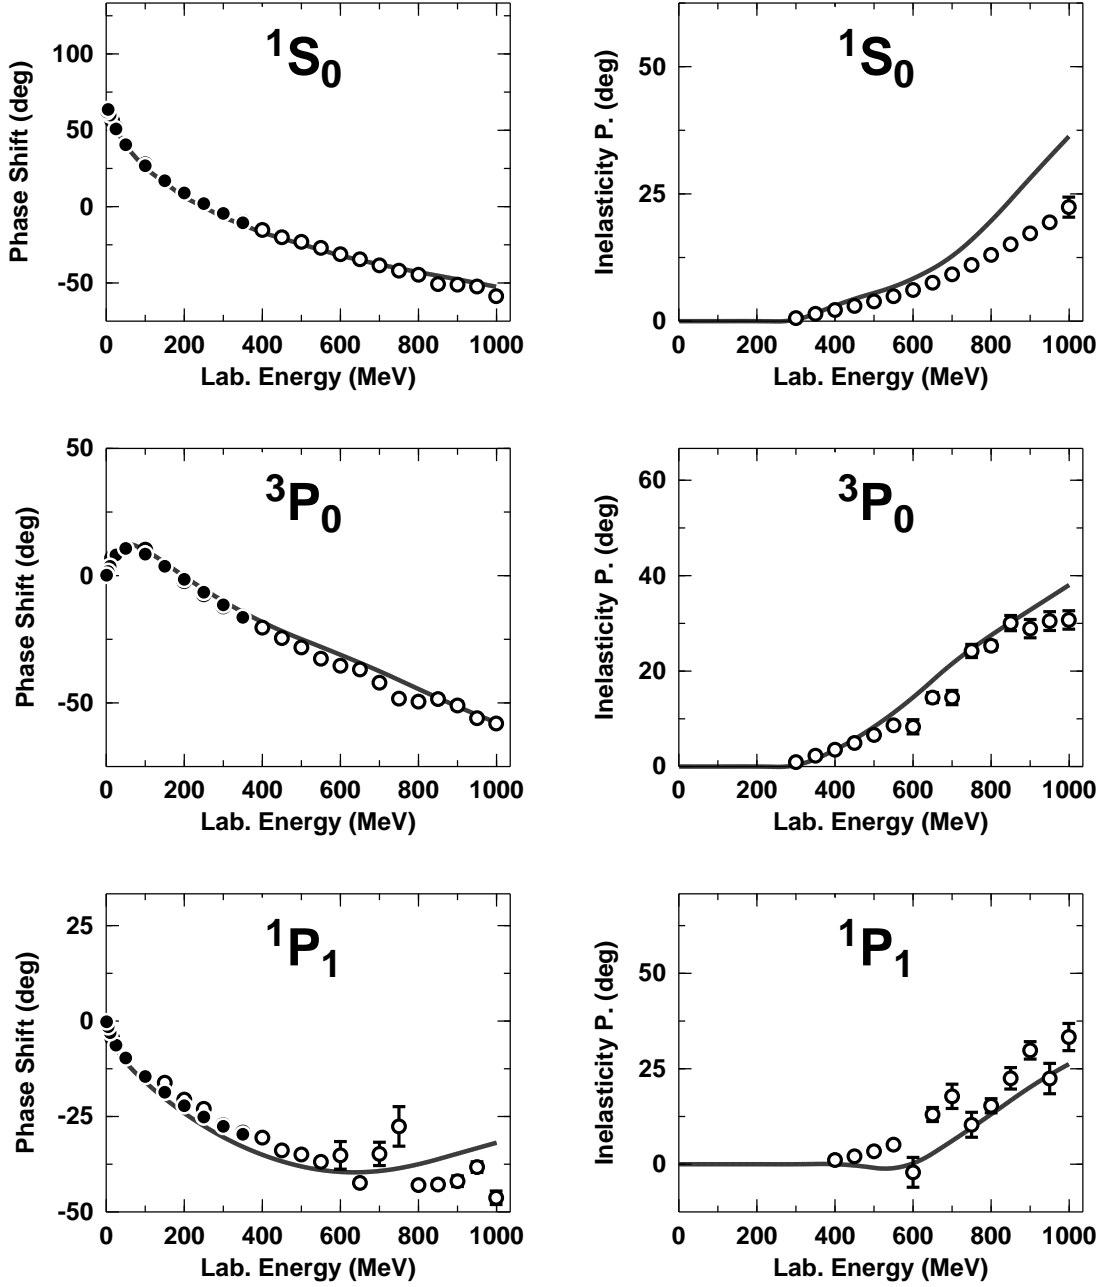 ¹S₀
Phase Shift (deg)
100
50
0
-50
0 200 400 600 800 1000
Lab. Energy (MeV)
¹S₀
Inelasticity P. (deg)
50
25
0
0 200 400 600 800 1000
Lab. Energy (MeV)
³P₀
Phase Shift (deg)
50
0
-50
0 200 400 600 800 1000
Lab. Energy (MeV)
³P₀
Inelasticity P. (deg)
60
40
20
0
0 200 400 600 800 1000
Lab. Energy (MeV)
¹P₁
Phase Shift (deg)
25
0
-25
-50
0 200 400 600 800 1000
Lab. Energy (MeV)
¹P₁
Inelasticity P. (deg)
50
25
0
0 200 400 600 800 1000
Lab. Energy (MeV)